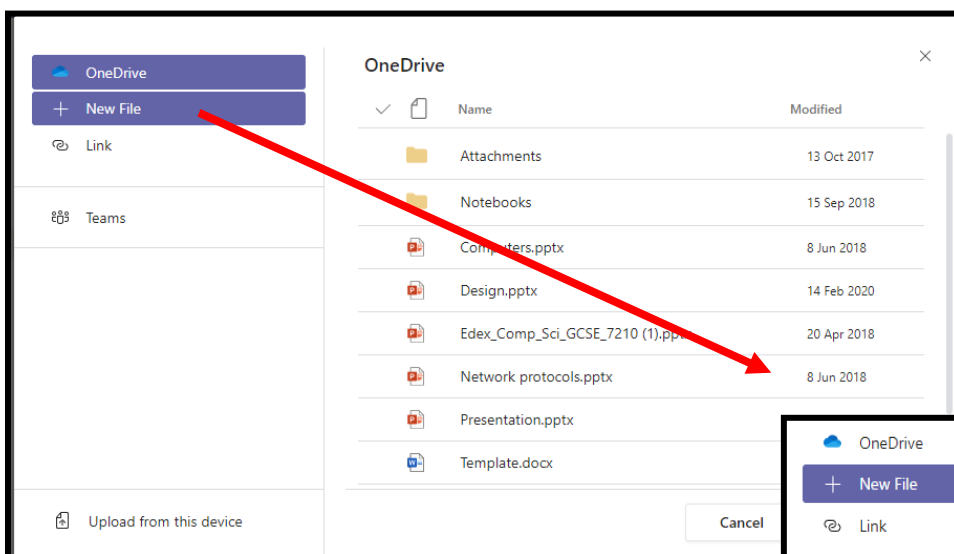 OneDrive
New File
Link
Teams
Upload from this device
OneDrive
Name Modified
Attachments 13 Oct 2017
Notebooks 15 Sep 2018
Computers.pptx 8 Jun 2018
Design.pptx 14 Feb 2020
Edex_Comp_Sci_GCSE_7210 (1).pptx 20 Apr 2018
Network protocols.pptx 8 Jun 2018
Presentation.pptx
Template.docx
Cancel
OneDrive
New File
Link